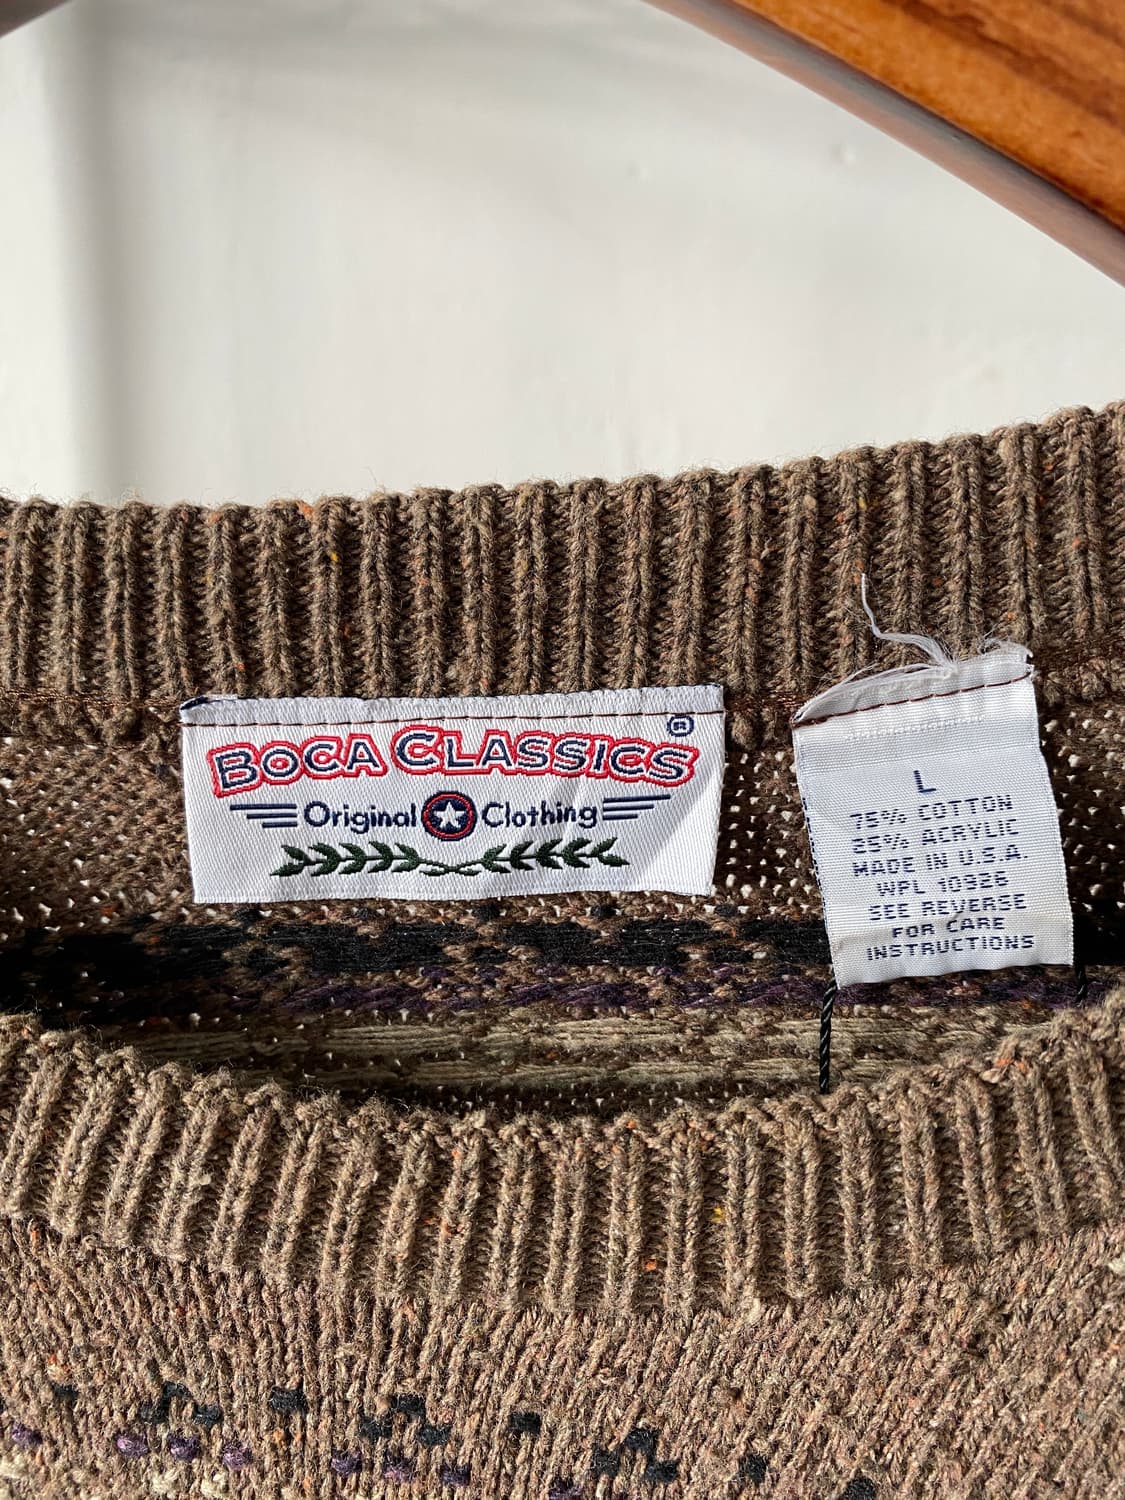 BOCA CLASSICS ®
Original Clothing
L
75% COTTON
25% ACRYLIC
MADE IN U.S.A.
WPL 10926
SEE REVERSE
FOR CARE
INSTRUCTIONS